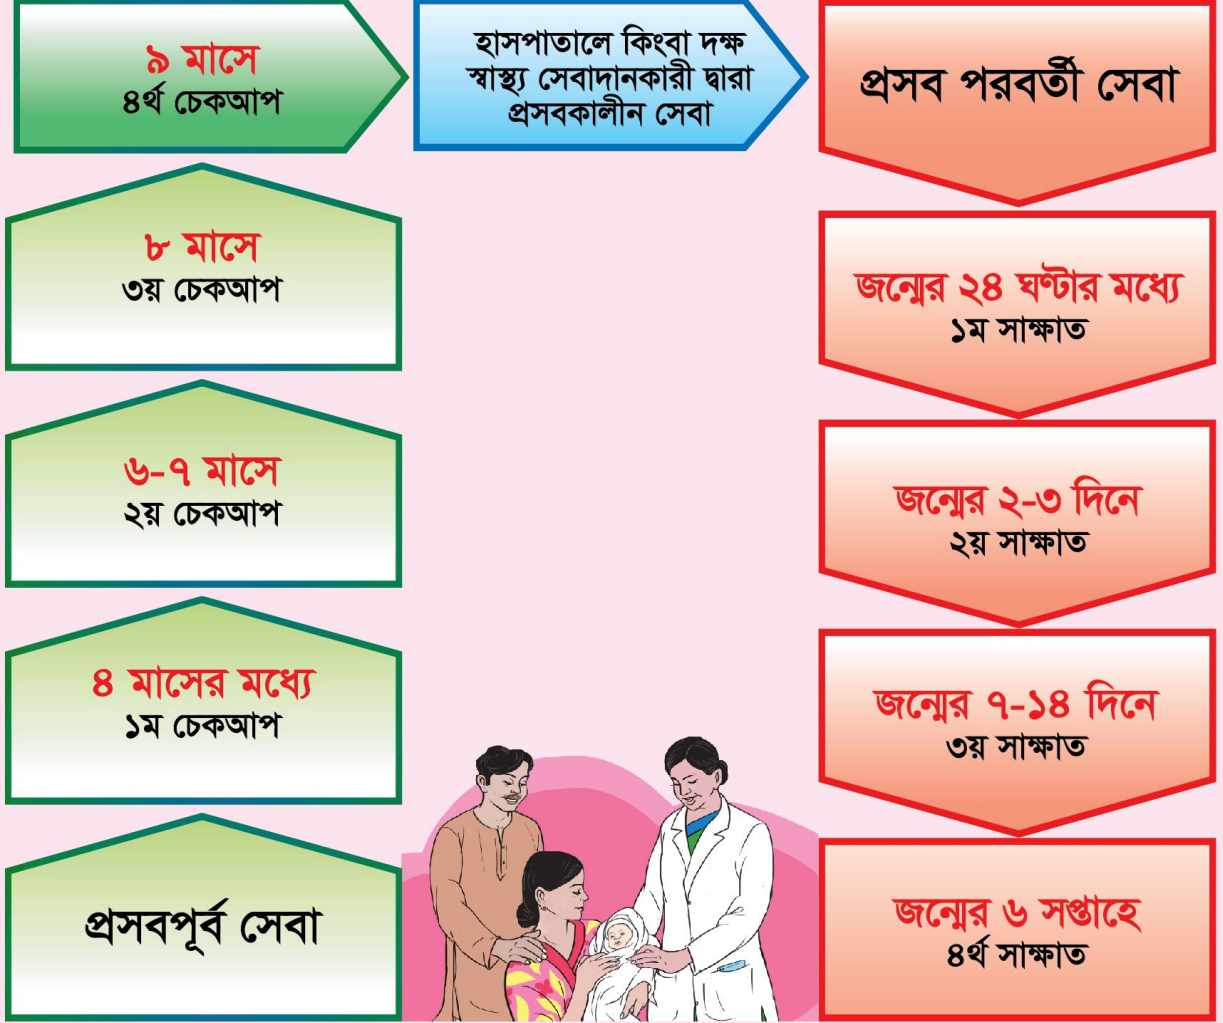 ৯ মাসে
৪র্থ চেকআপ
হাসপাতালে কিংবা দক্ষ
স্বাস্থ্য সেবাদানকারী দ্বারা
প্রসবকালীন সেবা
প্রসব পরবর্তী সেবা
৮ মাসে
৩য় চেকআপ
৬-৭ মাসে
২য় চেকআপ
৪ মাসের মধ্যে
১ম চেকআপ
প্রসবপূর্ব সেবা
জন্মের ২৪ ঘণ্টার মধ্যে
১ম সাক্ষাত
জন্মের ২-৩ দিনে
২য় সাক্ষাত
জন্মের ৭-১৪ দিনে
৩য় সাক্ষাত
জন্মের ৬ সপ্তাহে
৪র্থ সাক্ষাত